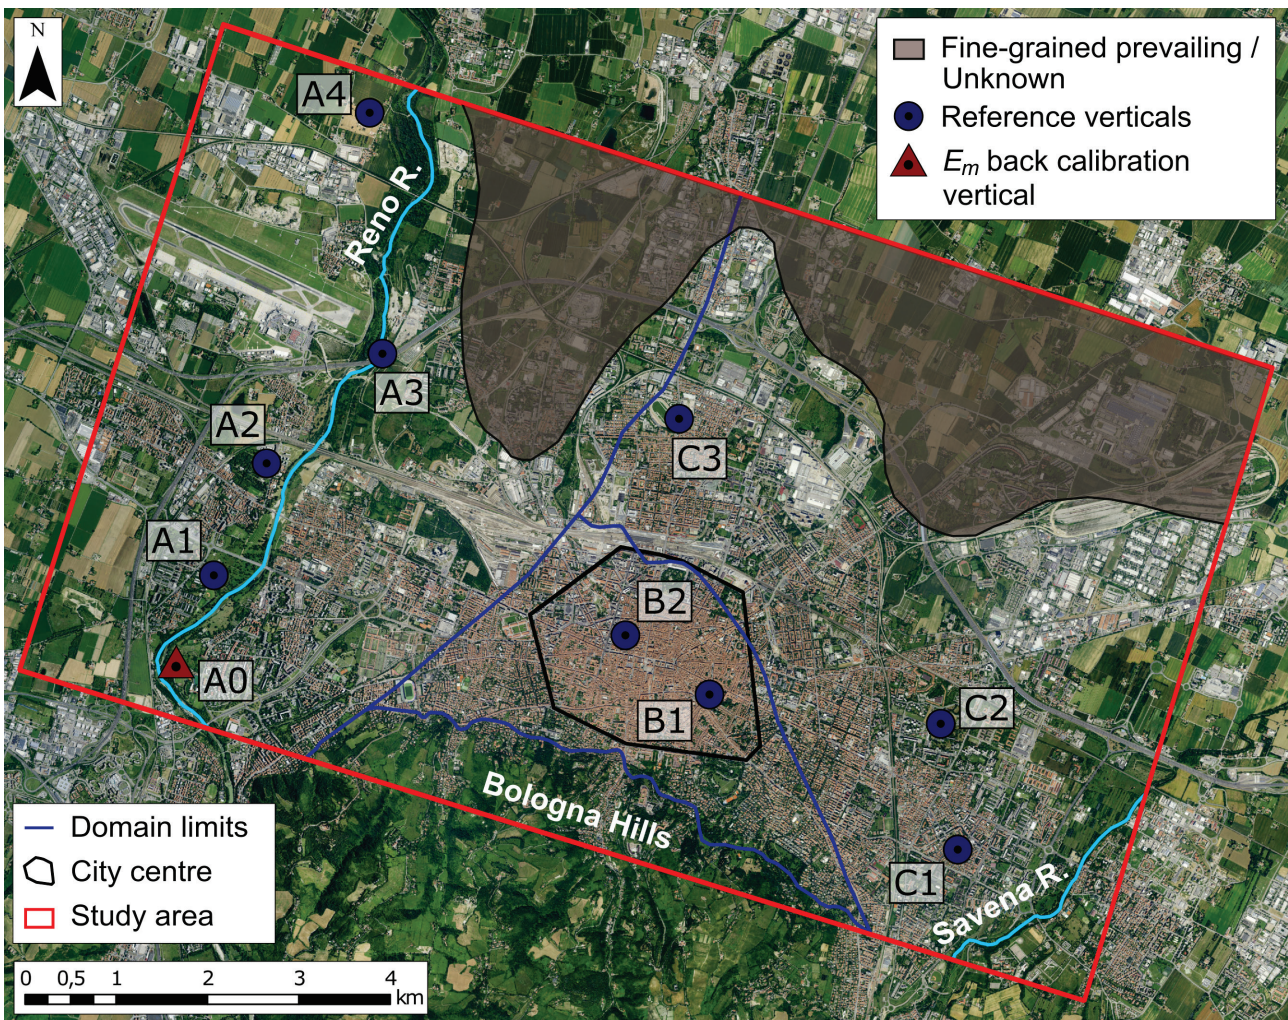 N
A4
Fine-grained prevailing /
Unknown
Reference verticals
Em back calibration
vertical
Reno R.
A3
A2
C3
A1
B2
A0
B1
C2
Bologna Hills
C1
Savena R.
Domain limits
City centre
Study area
0 0,5 1 2 3 4
km